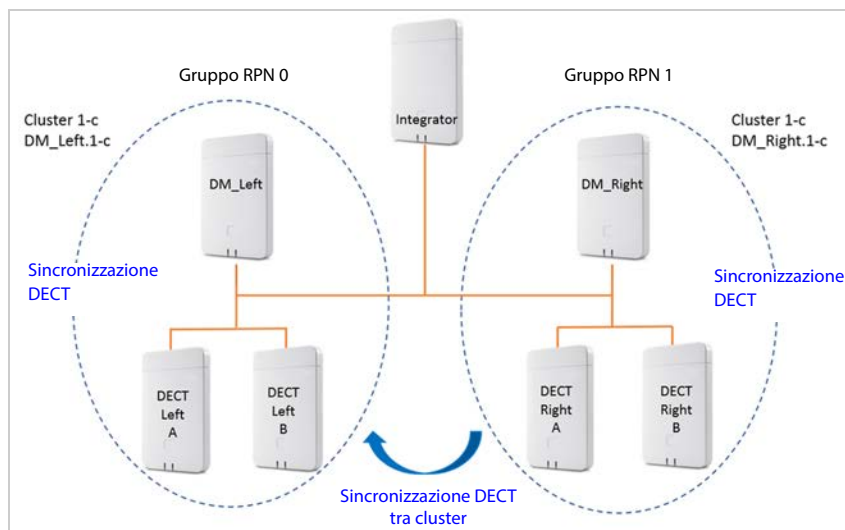 Gruppo RPN 0
Gruppo RPN 1
Integrator
Cluster 1-c
DM_Left.1-c
Cluster 1-c
DM_Right.1-c
DM_Left
DM_Right
Sincronizzazione
DECT
Sincronizzazione
DECT
DECT
Left
A
DECT
Left
B
DECT
Right
A
DECT
Right
B
Sincronizzazione DECT
tra cluster